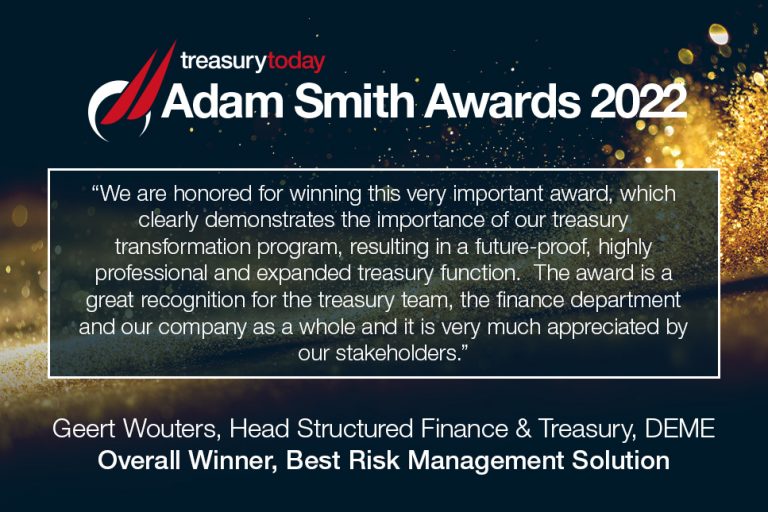 treasurytoday
Adam Smith Awards 2022
“We are honored for winning this very important award, which
clearly demonstrates the importance of our treasury
transformation program, resulting in a future-proof, highly
professional and expanded treasury function.  The award is a
great recognition for the treasury team, the finance department
and our company as a whole and it is very much appreciated by
our stakeholders.”
Geert Wouters, Head Structured Finance & Treasury, DEME
Overall Winner, Best Risk Management Solution